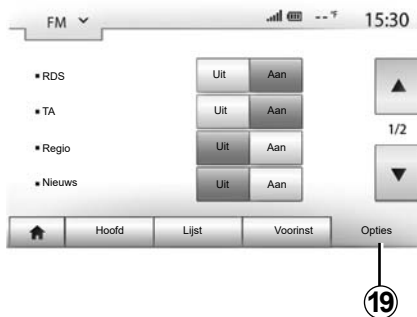 FM --°F 15:30
RDS Uit Aan
TA Uit Aan
1/2
Regio Uit Aan
Nieuws Uit Aan
Hoofd Lijst Voorinst Opties
19